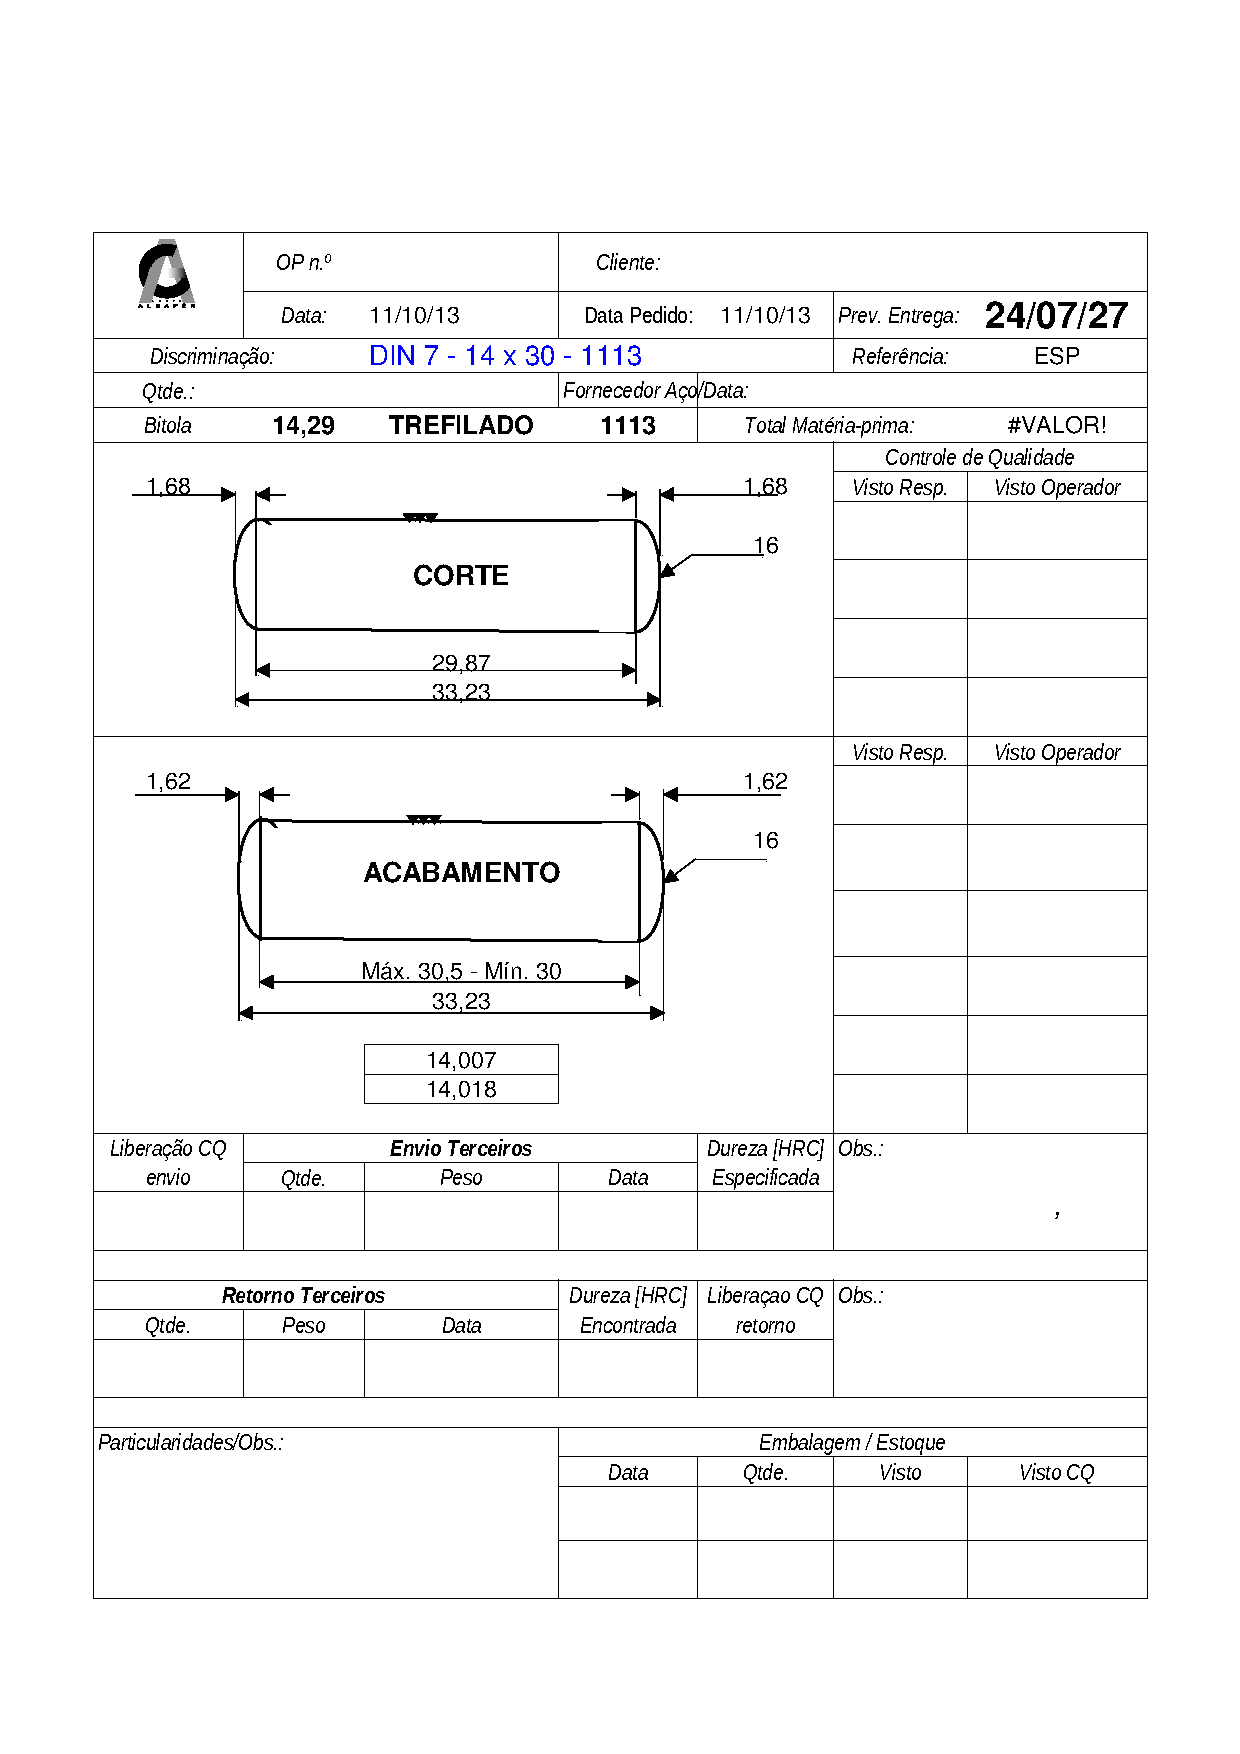 ALBAPER
OP n.º
Cliente:
Data: 11/10/13 Data Pedido: 11/10/13 Prev. Entrega: 24/07/27
Discriminação: DIN 7 - 14 x 30 - 1113 Referência: ESP
Qtde.: Fornecedor Aço/Data:
Bitola 14,29 TREFILADO 1113 Total Matéria-prima: #VALOR!
Controle de Qualidade
1,68 1,68 Visto Resp. Visto Operador
16
CORTE
29,87
33,23
Visto Resp. Visto Operador
1,62 1,62
16
ACABAMENTO
Máx. 30,5 - Mín. 30
33,23
14,007
14,018
Liberação CQ Envio Terceiros Dureza [HRC] Obs.:
envio Qtde. Peso Data Especificada
,
Retorno Terceiros Dureza [HRC] Liberaçao CQ Obs.:
Qtde. Peso Data Encontrada retorno
Particularidades/Obs.: Embalagem / Estoque
Data Qtde. Visto Visto CQ